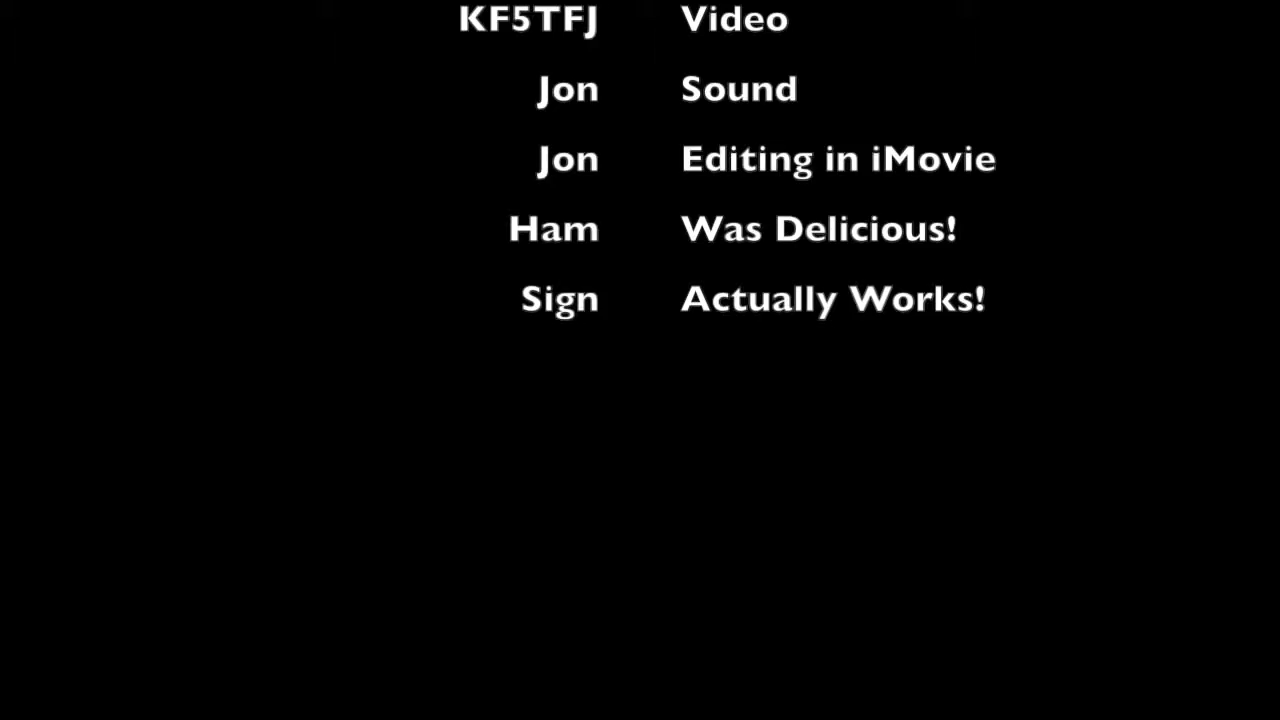 KF5TFJ Video
Jon Sound
Jon Editing in iMovie
Ham Was Delicious!
Sign Actually Works!